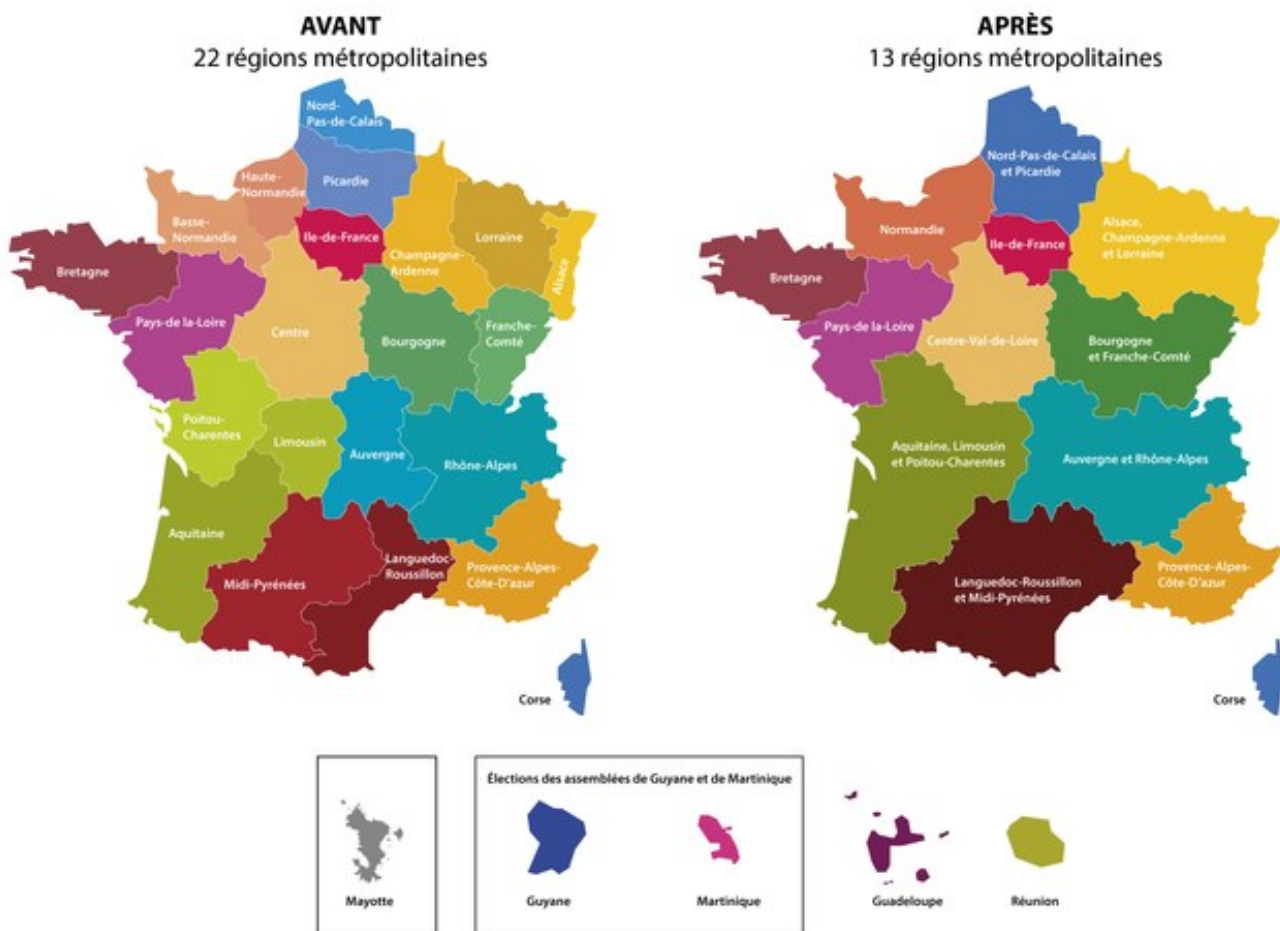 AVANT
22 régions métropolitaines
Nord-
Pas-de-Calais
Haute-
Normandie
Picardie
Basse-
Normandie
Ile-de-France
Champagne-
Ardenne
Lorraine
Alsace
Bretagne
Pays-de la-Loire
Centre
Bourgogne
Franche-
Comté
Poitou-
Charentes
Limousin
Auvergne
Rhône-Alpes
Aquitaine
Midi-Pyrénées
Languedoc-
Roussillon
Provence-Alpes-
Côte-D'azur
Corse
APRÈS
13 régions métropolitaines
Nord-Pas-de-Calais
et Picardie
Normandie
Ile-de-France
Alsace,
Champagne-Ardenne
et Lorraine
Bretagne
Pays-de la-Loire
Centre-Val-de-Loire
Bourgogne
et Franche-Comté
Aquitaine, Limousin
et Poitou-Charentes
Auvergne et Rhône-Alpes
Languedoc-Roussillon
et Midi-Pyrénées
Provence-Alpes-
Côte-D'azur
Corse
Mayotte
Élections des assemblées de Guyane et de Martinique
Guyane
Martinique
Guadeloupe
Réunion